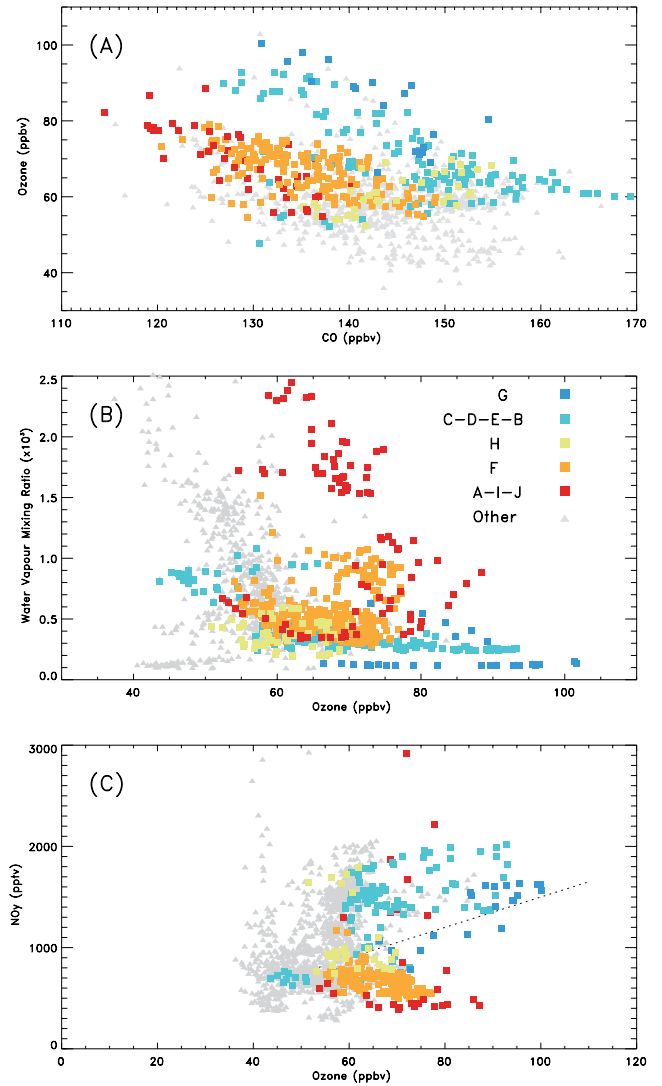 (A)
100
80
60
40
Ozone (ppbv)
110 120 130 140 150 160 170
CO (ppbv)
(B)
2.5
2.0
1.5
1.0
0.5
0.0
Water Vapour Mixing Ratio (x10³)
G
C-D-E-B
H
F
A-I-J
Other
40 60 80 100
Ozone (ppbv)
(C)
3000
2000
1000
0
NOy (pptv)
0 20 40 60 80 100 120
Ozone (ppbv)